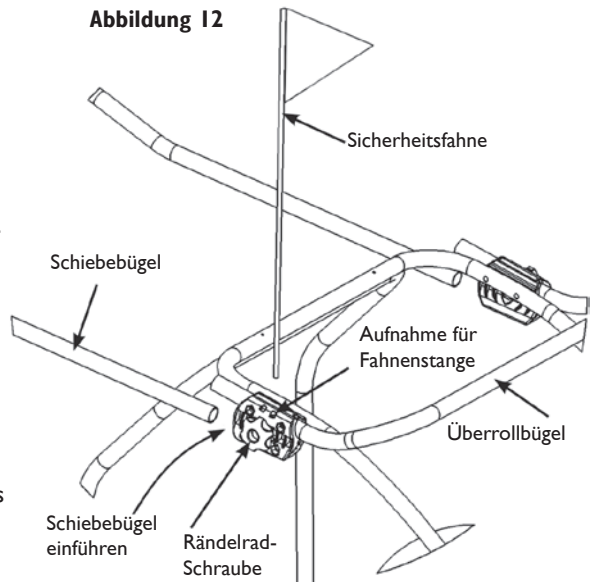 Abbildung 12
Sicherheitsfahne
Schiebebügel
Aufnahme für
Fahnenstange
Überrollbügel
Schiebebügel
einführen
Rändelrad-
Schraube
s